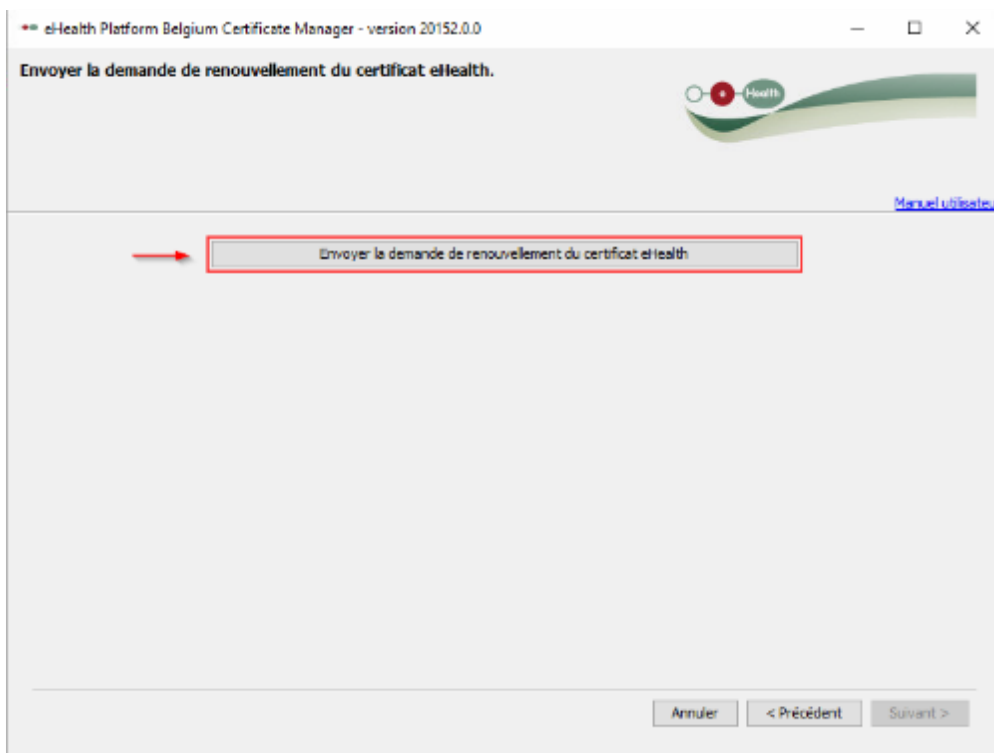 eHealth Platform Belgium Certificate Manager - version 20152.0.0
Envoyer la demande de renouvellement du certificat eHealth.
Health
Manuel utilisateu
Envoyer la demande de renouvellement du certificat eHealth
Annuler
< Précédent
Suivant >